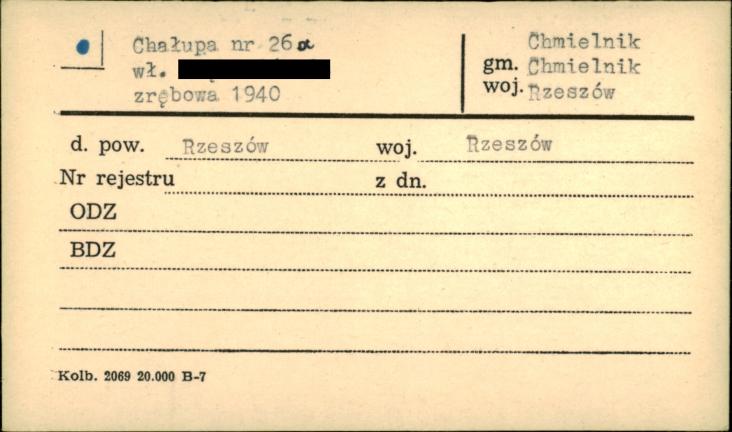 Chałupa nr 26a
wł.
zrębowa 1940
Chmielnik
gm. Chmielnik
woj. Rzeszów
d. pow. Rzeszów woj. Rzeszów
Nr rejestru z dn.
ODZ
BDZ
Kolb. 2069 20.000 B-7